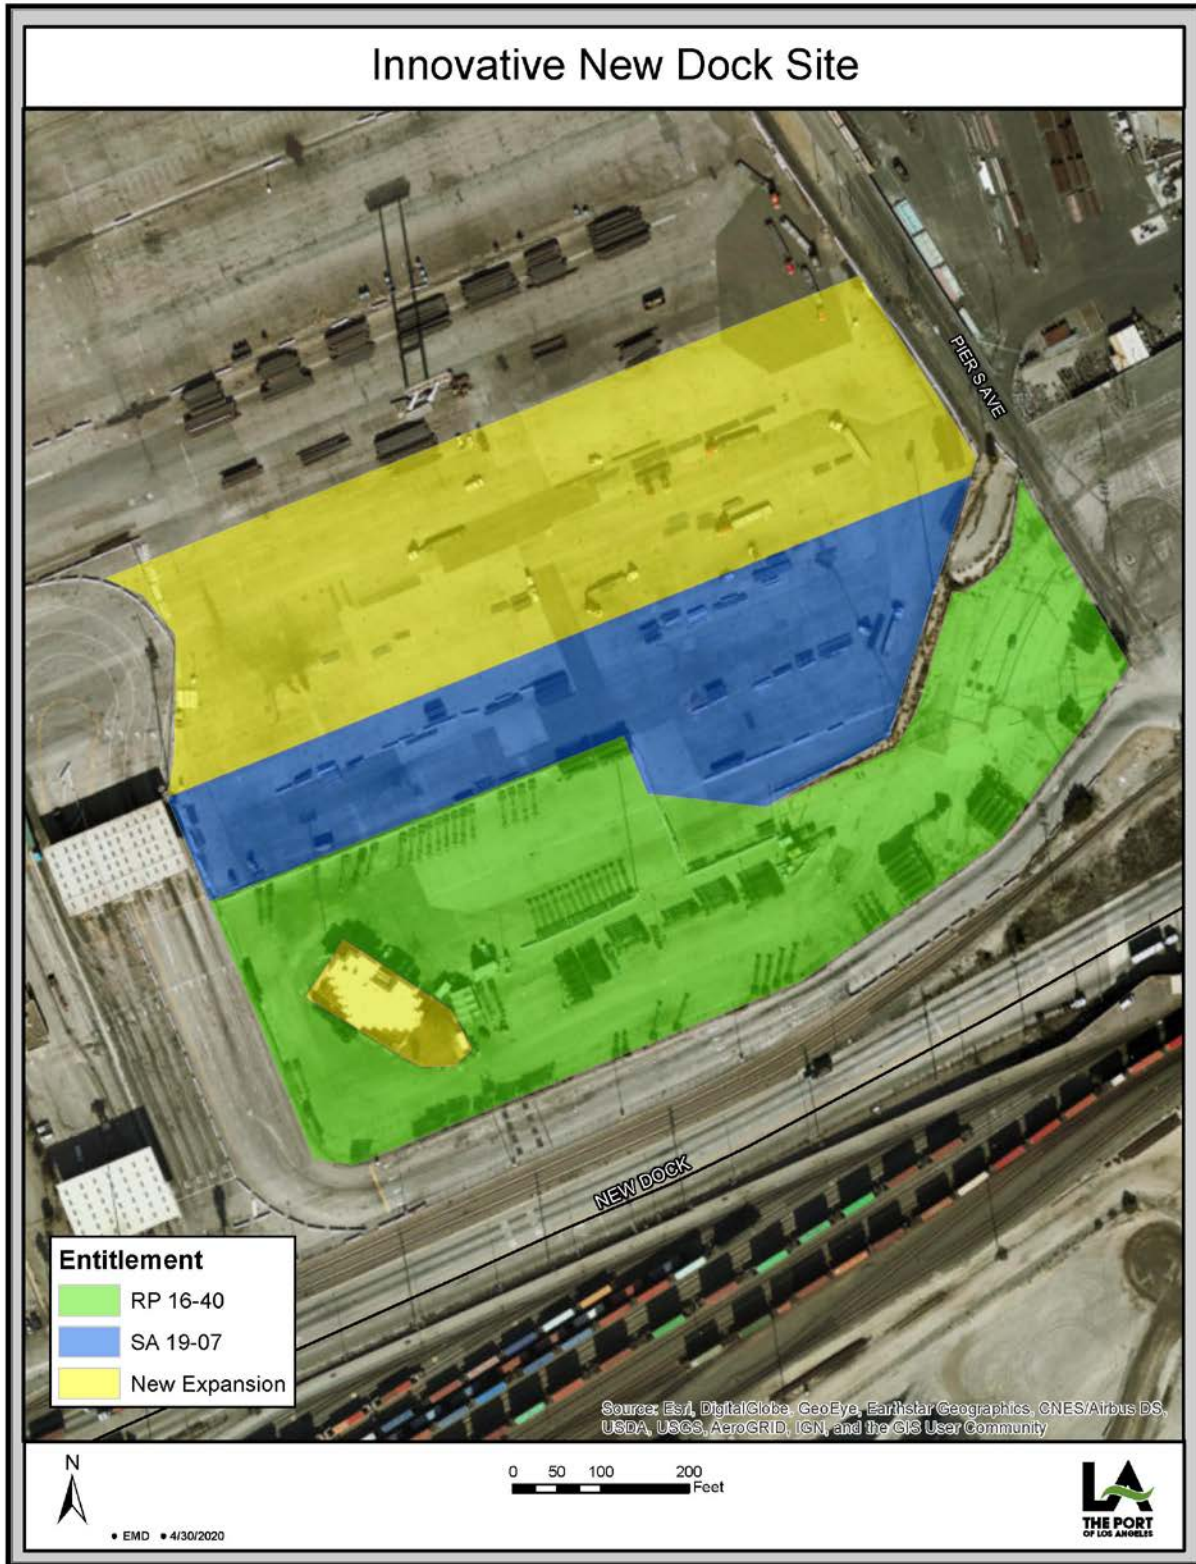 Innovative New Dock Site
PIER S AVE
NEW DOCK
Entitlement
RP 16-40
SA 19-07
New Expansion
Source: Esri, DigitalGlobe, GeoEye, Earthstar Geographics, CNES/Airbus DS,
USDA, USGS, AeroGRID, IGN, and the GIS User Community
N
0 50 100 200
Feet
• EMD • 4/30/2020
LA
THE PORT
OF LOS ANGELES